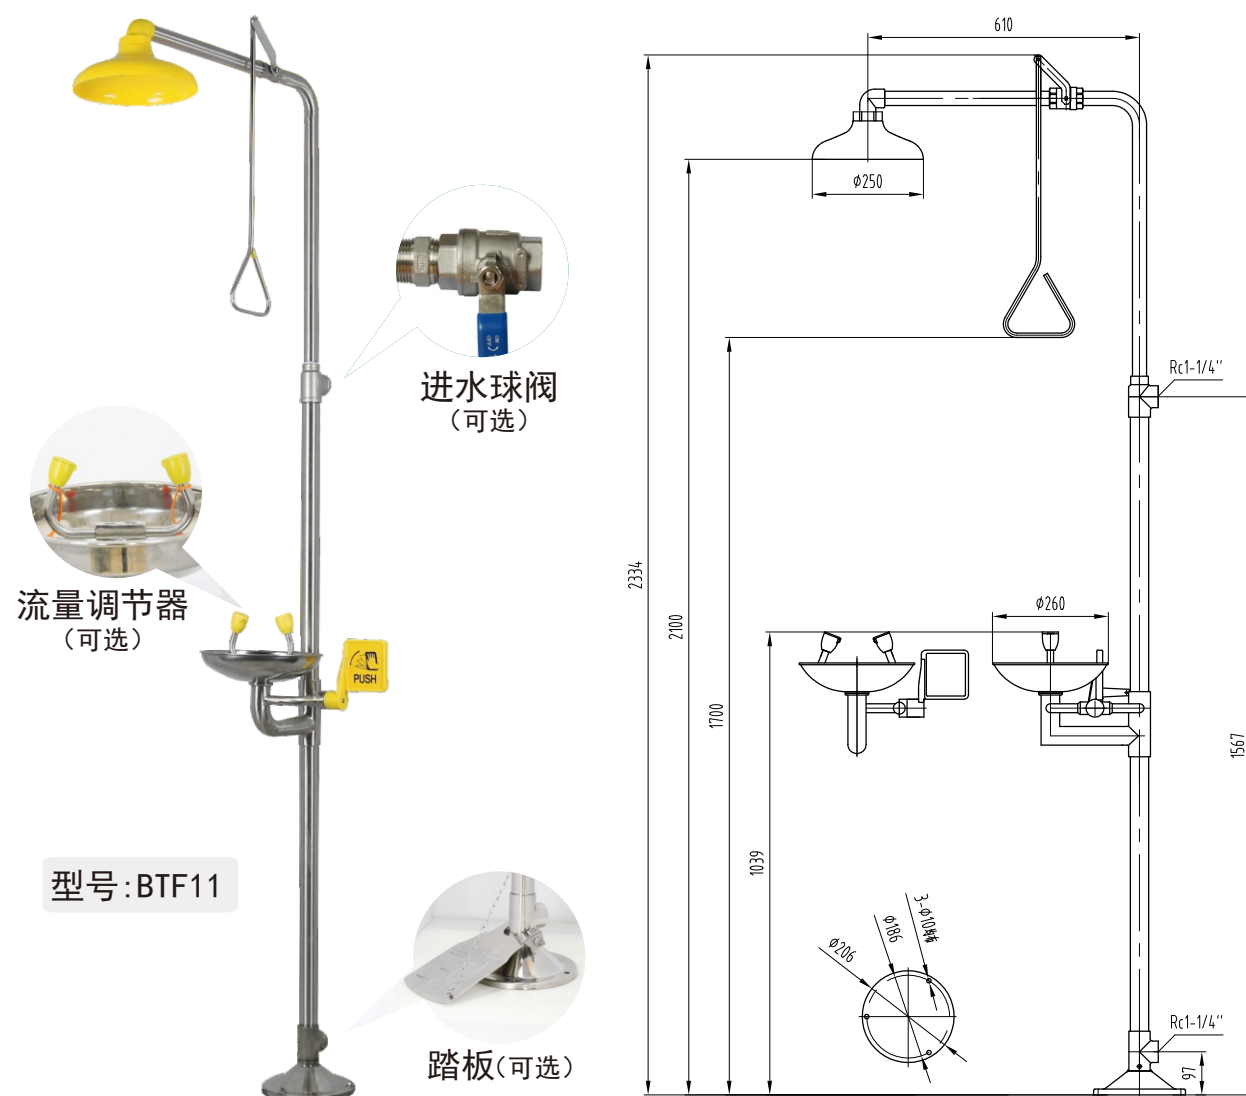 610
Φ250
进水球阀
（可选）
Rc1-1/4''
流量调节器
（可选）
PUSH
2334
2100
1700
1039
Φ260
1567
型号:BTF11
3-Φ10均布
Φ186
Φ206
踏板（可选）
Rc1-1/4''
97